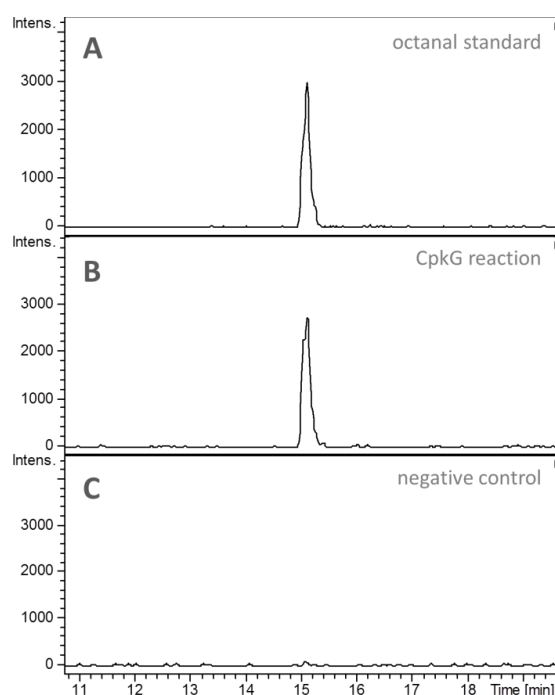 Intens.
A
octanal standard
3000
2000
1000
0
Intens.
B
CpkG reaction
3000
2000
1000
0
Intens.
C
negative control
3000
2000
1000
0
11 12 13 14 15 16 17 18 Time [min]